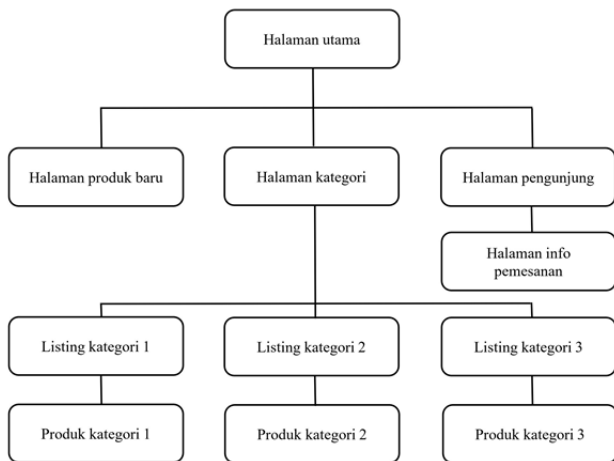 Halaman utama
Halaman produk baru
Halaman kategori
Halaman pengunjung
Halaman info
pemesanan
Listing kategori 1
Listing kategori 2
Listing kategori 3
Produk kategori 1
Produk kategori 2
Produk kategori 3